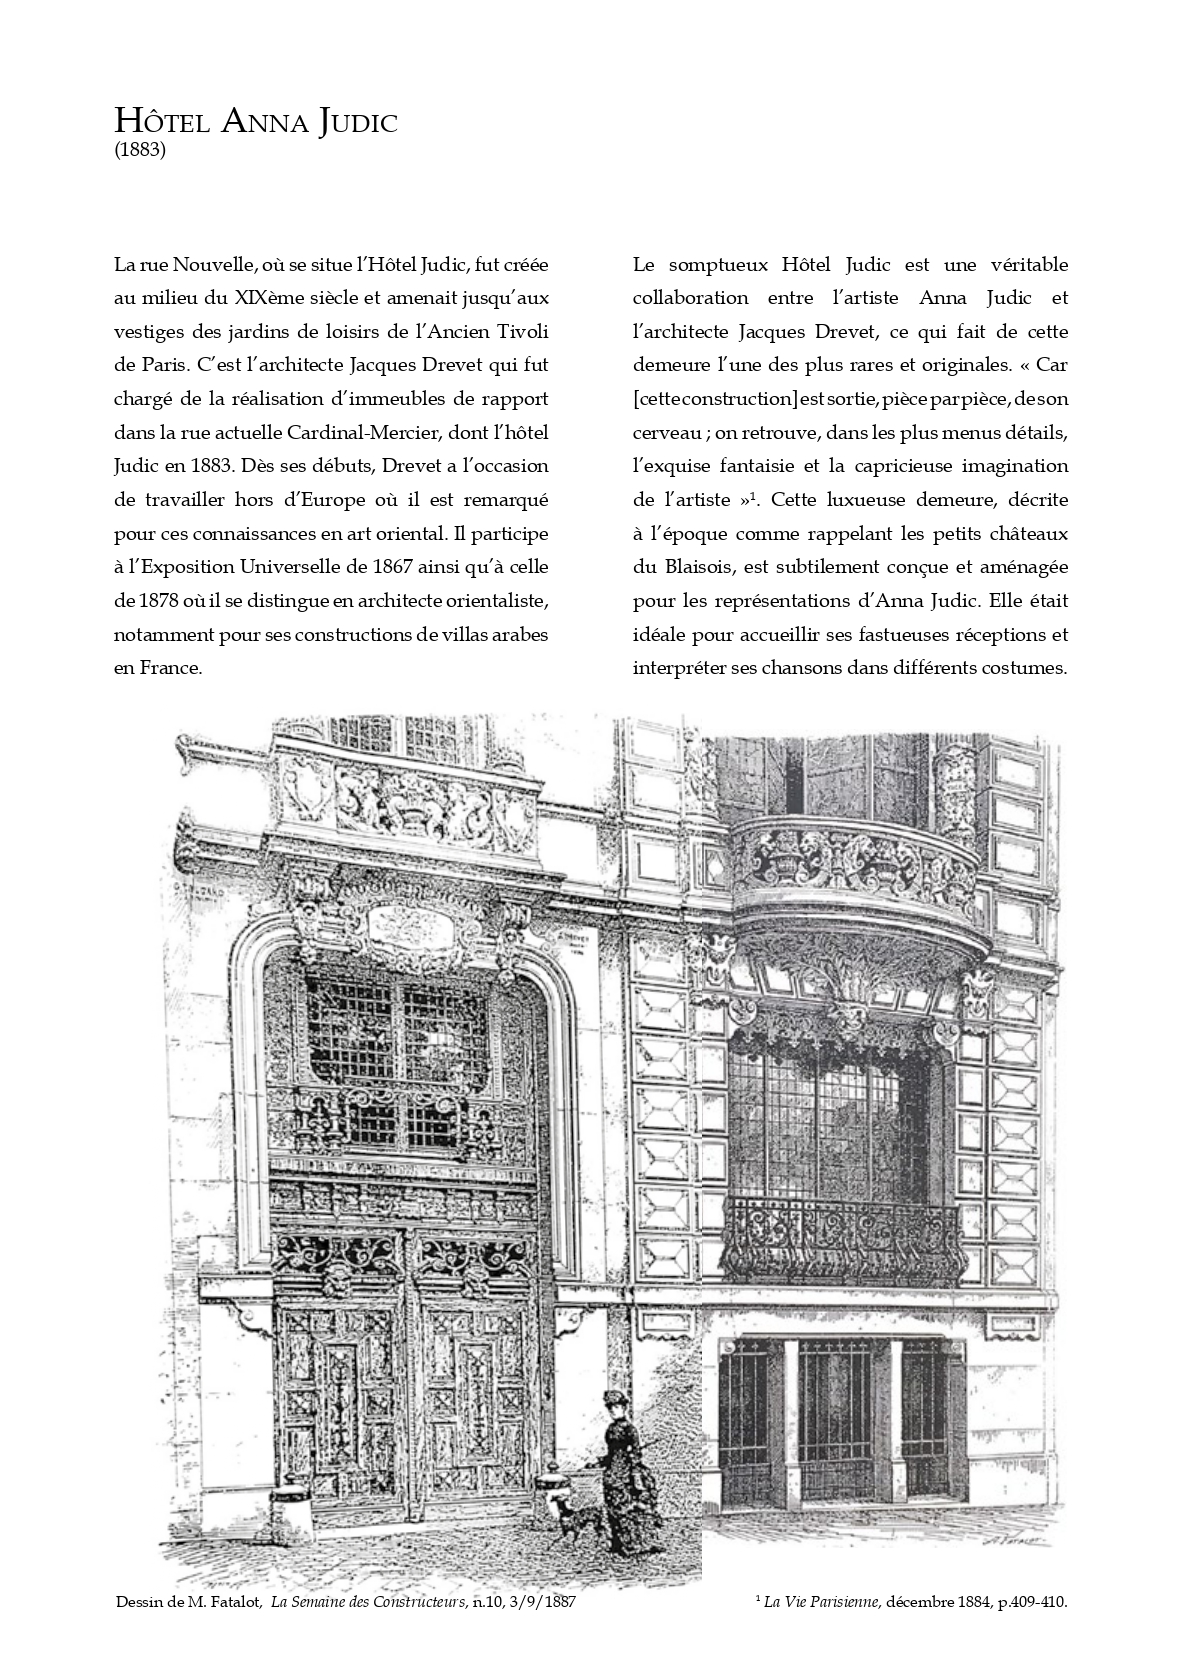 HÔTEL ANNA JUDIC
(1883)
La rue Nouvelle, où se situe l’Hôtel Judic, fut créée
au milieu du XIXème siècle et amenait jusqu’aux
vestiges des jardins de loisirs de l’Ancien Tivoli
de Paris. C’est l’architecte Jacques Drevet qui fut
chargé de la réalisation d’immeubles de rapport
dans la rue actuelle Cardinal-Mercier, dont l’hôtel
Judic en 1883. Dès ses débuts, Drevet a l’occasion
de travailler hors d’Europe où il est remarqué
pour ces connaissances en art oriental. Il participe
à l’Exposition Universelle de 1867 ainsi qu’à celle
de 1878 où il se distingue en architecte orientaliste,
notamment pour ses constructions de villas arabes
en France.
Le somptueux Hôtel Judic est une véritable
collaboration entre l’artiste Anna Judic et
l’architecte Jacques Drevet, ce qui fait de cette
demeure l’une des plus rares et originales. « Car
[cette construction] est sortie, pièce par pièce, de son
cerveau ; on retrouve, dans les plus menus détails,
l’exquise fantaisie et la capricieuse imagination
de l’artiste »¹. Cette luxueuse demeure, décrite
à l’époque comme rappelant les petits châteaux
du Blaisois, est subtilement conçue et aménagée
pour les représentations d’Anna Judic. Elle était
idéale pour accueillir ses fastueuses réceptions et
interpréter ses chansons dans différents costumes.
Dessin de M. Fatalot, La Semaine des Constructeurs, n.10, 3/9/1887
¹ La Vie Parisienne, décembre 1884, p.409-410.